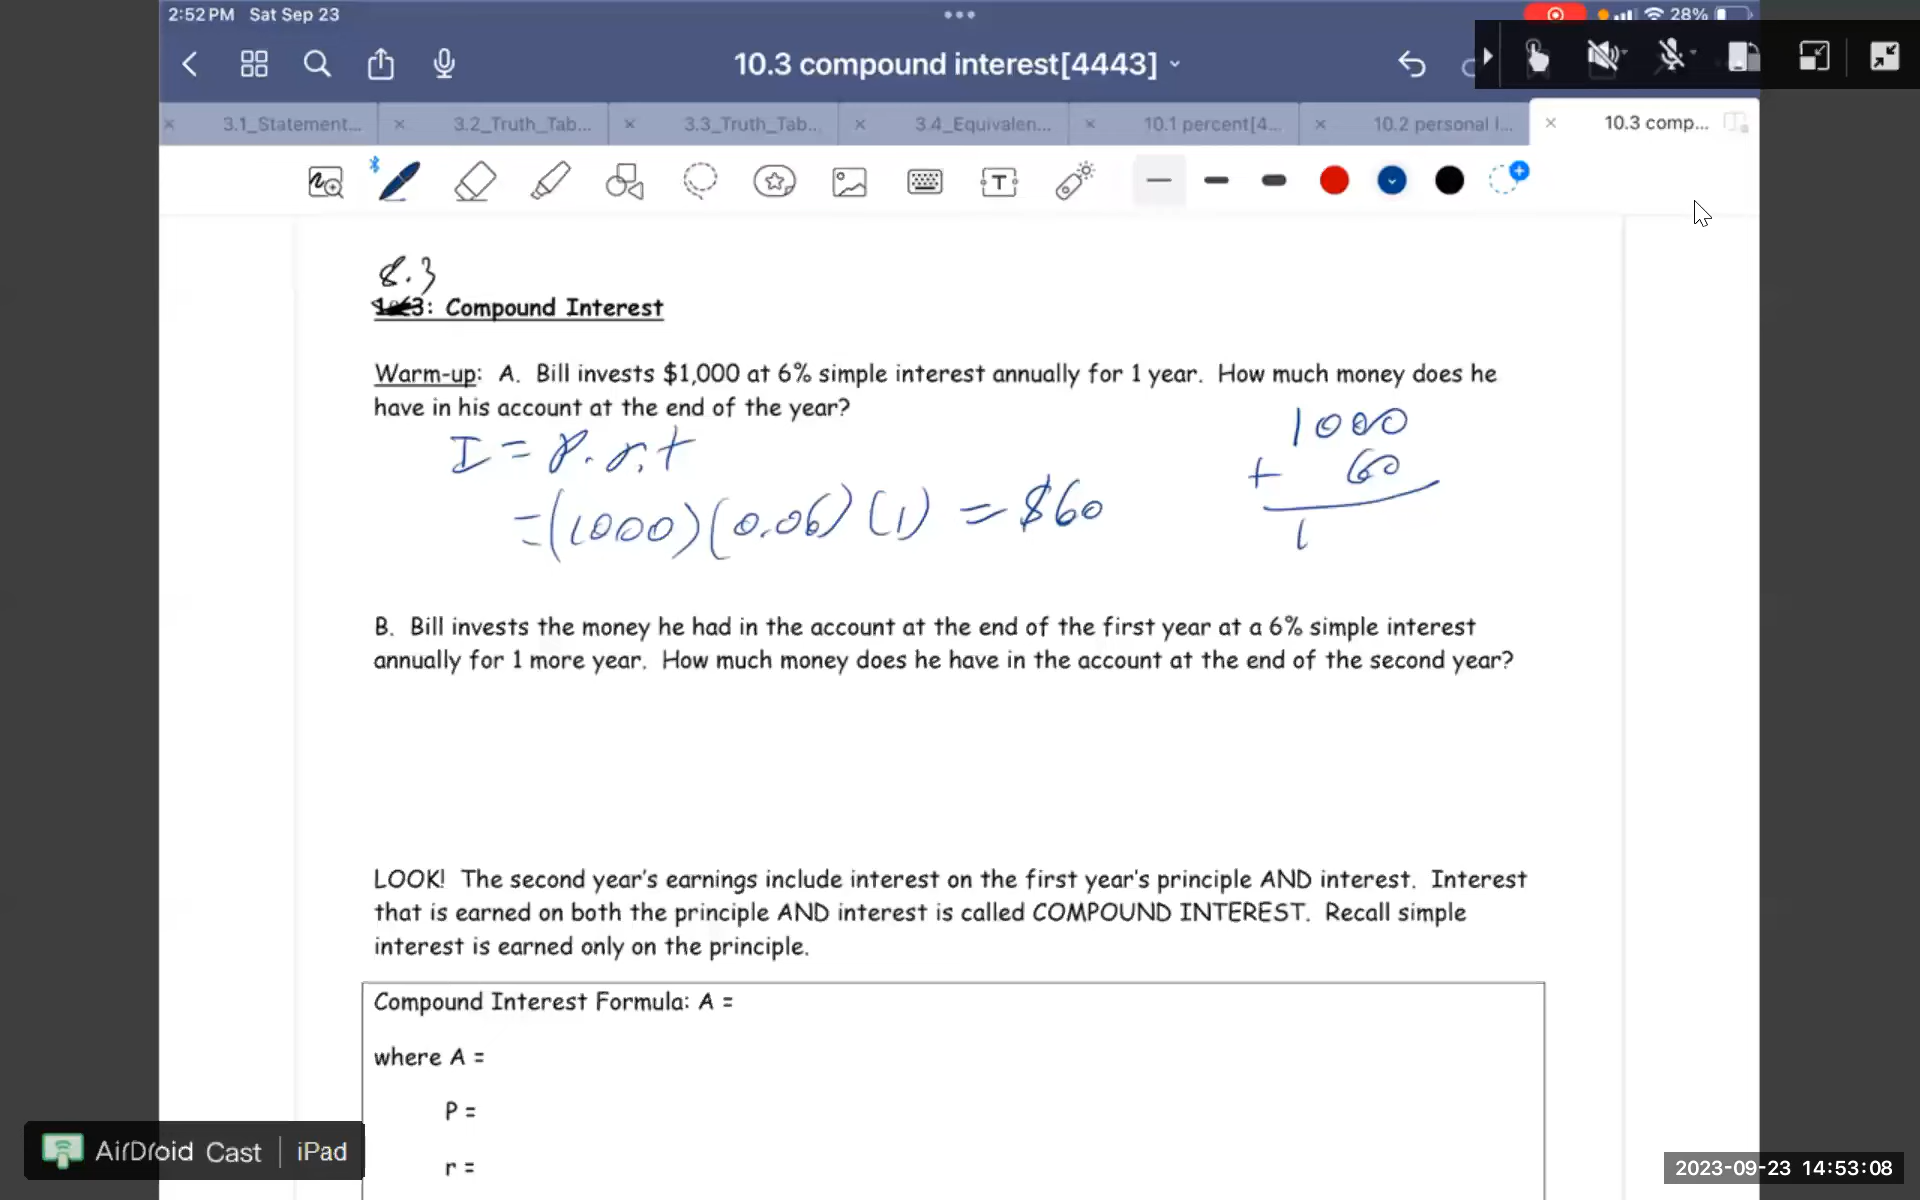 2:52 PM Sat Sep 23
28%
10.3 compound interest[4443]
3.1_Statement...
3.2_Truth_Tab...
3.3_Truth_Tab...
3.4_Equivalen...
10.1 percent[4...
10.2 personal l...
10.3 comp...
T
8.3
3: Compound Interest
Warm-up: A. Bill invests $1,000 at 6% simple interest annually for 1 year. How much money does he
have in his account at the end of the year?
I = P.r.t
=(1000)(0.06)(1) = $60
1000
+ 60
1
B. Bill invests the money he had in the account at the end of the first year at a 6% simple interest
annually for 1 more year. How much money does he have in the account at the end of the second year?
LOOK! The second year's earnings include interest on the first year's principle AND interest. Interest
that is earned on both the principle AND interest is called COMPOUND INTEREST. Recall simple
interest is earned only on the principle.
Compound Interest Formula: A =
where A =
P =
r =
AirDroid Cast | iPad
2023-09-23 14:53:08